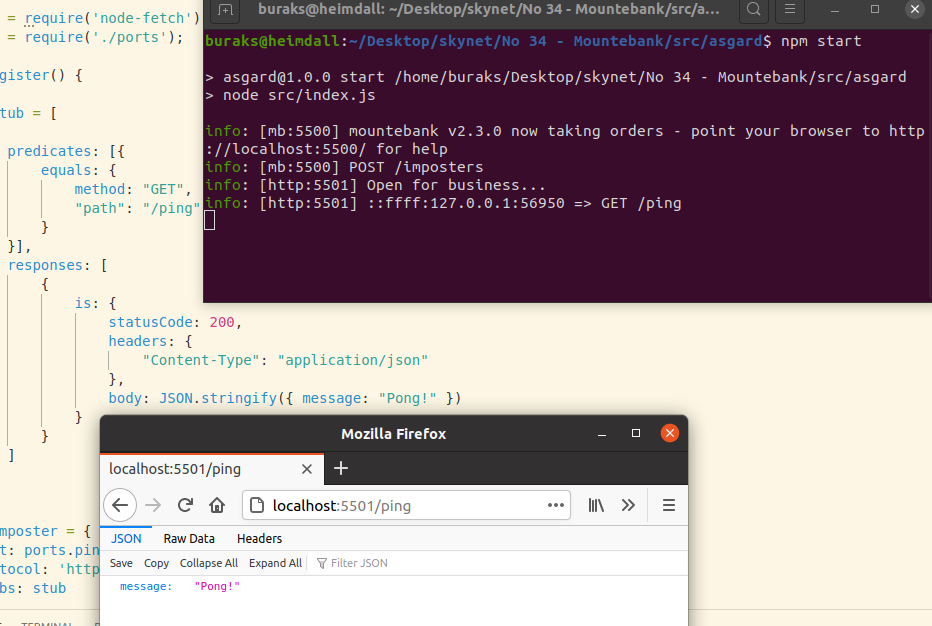 = require('node-fetch')
= require('./ports');
gister() {
tub = [
predicates: [{
equals: {
method: "GET",
"path": "/ping"
}
}],
responses: [
{
is: {
statusCode: 200,
headers: {
"Content-Type": "application/json"
},
body: JSON.stringify({ message: "Pong!" })
}
}
]
mposter = {
t: ports.pin
tocol: 'http
bs: stub
buraks@heimdall: ~/Desktop/skynet/No 34 - Mountebank/src/a...
buraks@heimdall:~/Desktop/skynet/No 34 - Mountebank/src/asgard$ npm start
> asgard@1.0.0 start /home/buraks/Desktop/skynet/No 34 - Mountebank/src/asgard
> node src/index.js
info: [mb:5500] mountebank v2.3.0 now taking orders - point your browser to http
://localhost:5500/ for help
info: [mb:5500] POST /imposters
info: [http:5501] Open for business...
info: [http:5501] ::ffff:127.0.0.1:56950 => GET /ping
Mozilla Firefox
localhost:5501/ping
localhost:5501/ping
JSON Raw Data Headers
Save Copy Collapse All Expand All Filter JSON
message: "Pong!"